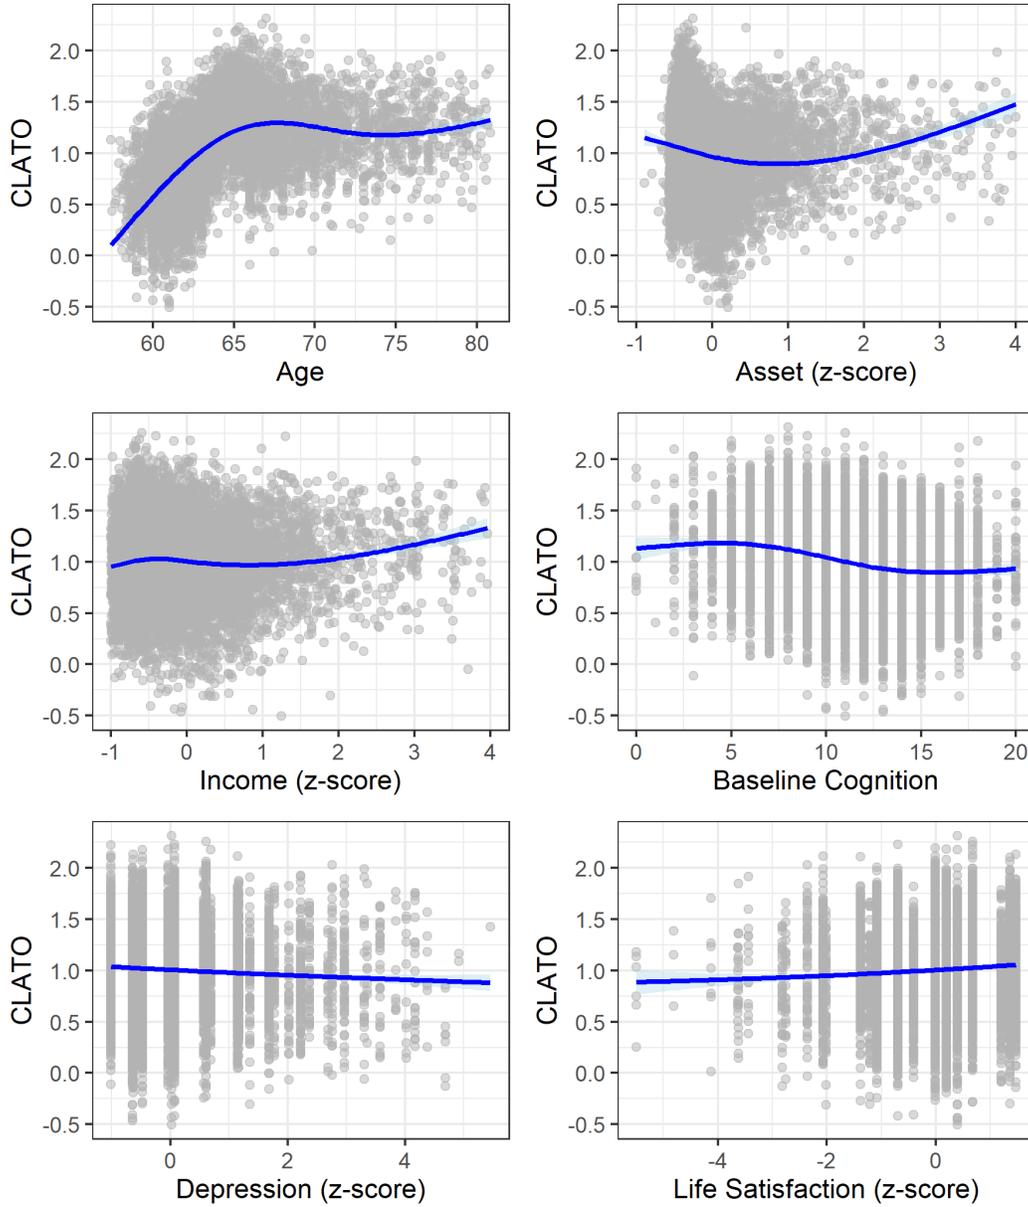 CLATO
2.0
1.5
1.0
0.5
0.0
-0.5
60 65 70 75 80
Age
CLATO
2.0
1.5
1.0
0.5
0.0
-0.5
-1 0 1 2 3 4
Asset (z-score)
CLATO
2.0
1.5
1.0
0.5
0.0
-0.5
-1 0 1 2 3 4
Income (z-score)
CLATO
2.0
1.5
1.0
0.5
0.0
-0.5
0 5 10 15 20
Baseline Cognition
CLATO
2.0
1.5
1.0
0.5
0.0
-0.5
0 2 4
Depression (z-score)
CLATO
2.0
1.5
1.0
0.5
0.0
-0.5
-4 -2 0
Life Satisfaction (z-score)